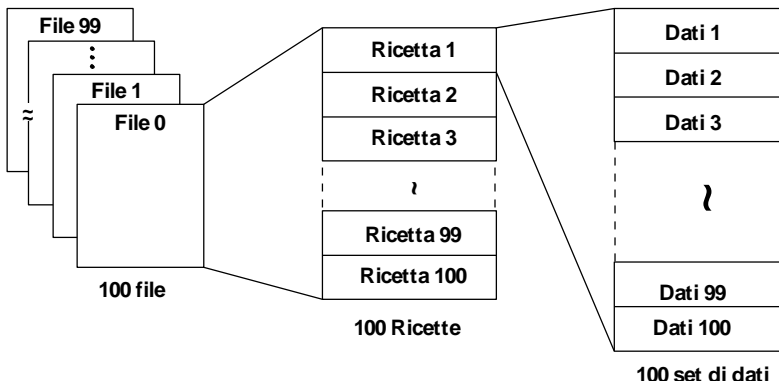 File 99
File 1
File 0
100 file
Ricetta 1
Ricetta 2
Ricetta 3
~
Ricetta 99
Ricetta 100
100 Ricette
Dati 1
Dati 2
Dati 3
~
Dati 99
Dati 100
100 set di dati